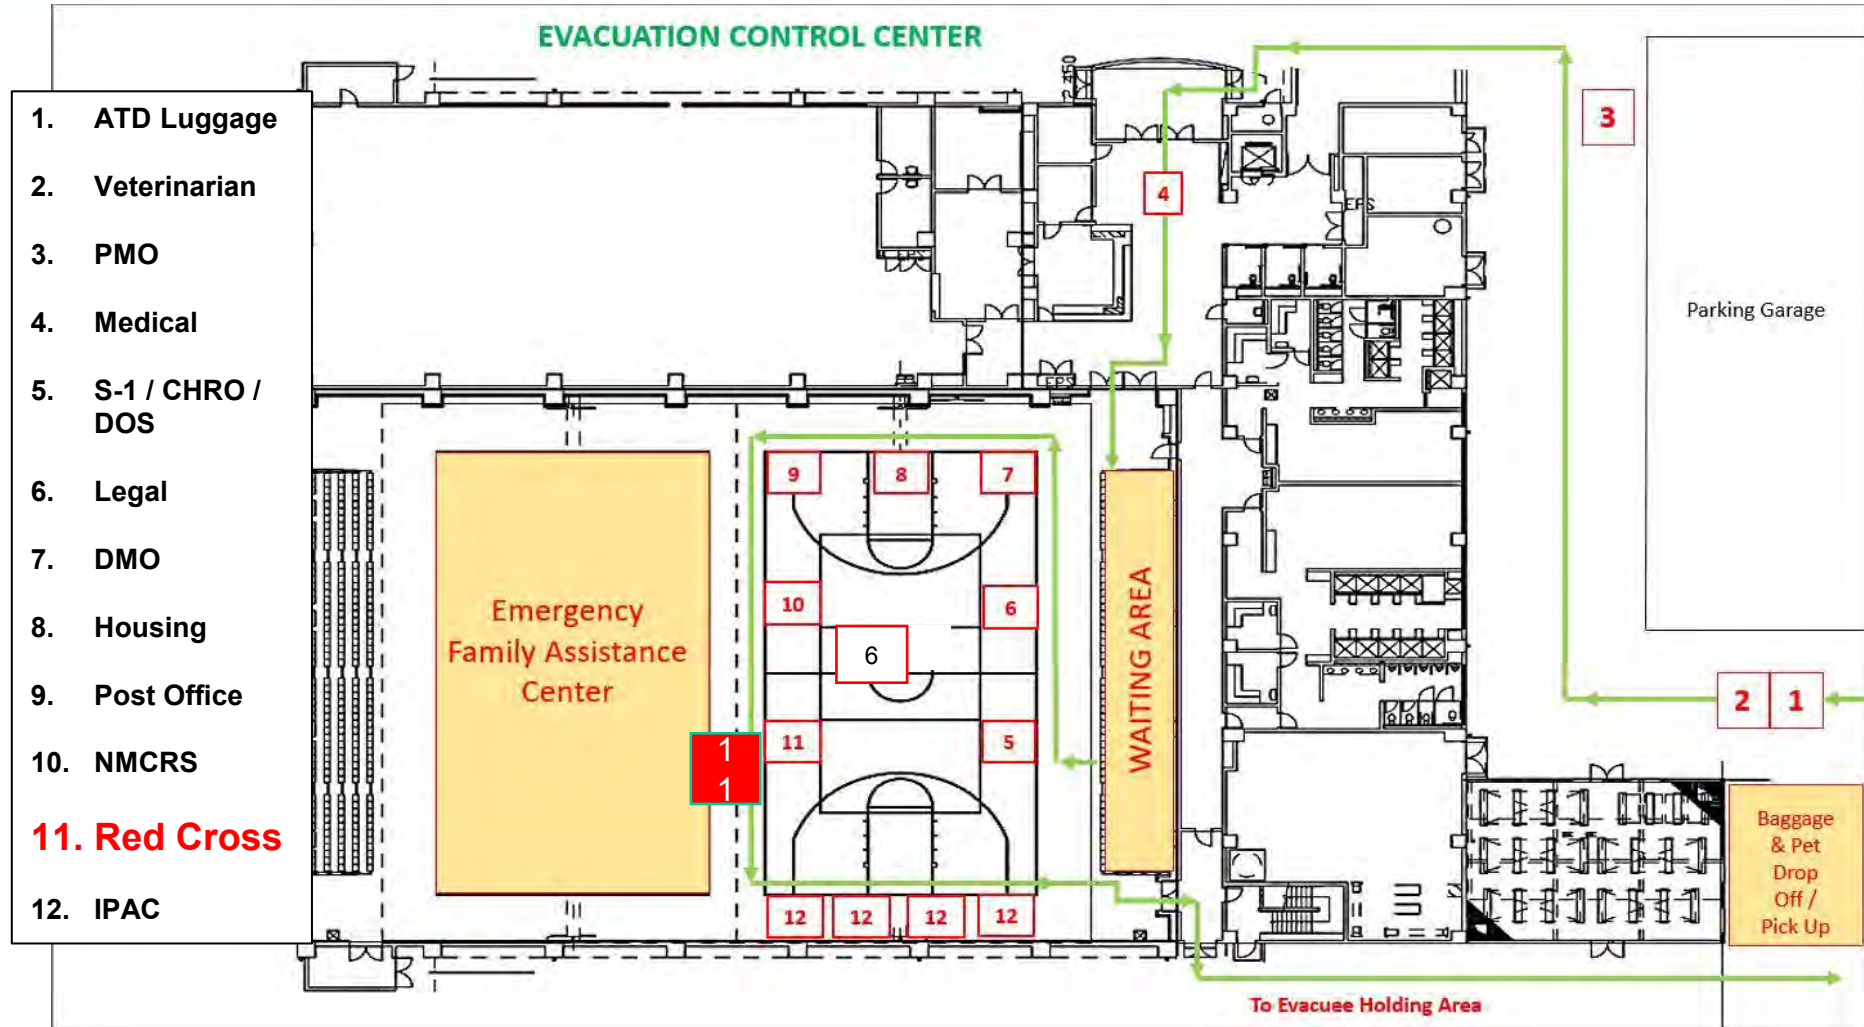 EVACUATION CONTROL CENTER
1. ATD Luggage
2. Veterinarian
3. PMO
4. Medical
5. S-1 / CHRO /
DOS
6. Legal
7. DMO
8. Housing
9. Post Office
10. NMCRS
11. Red Cross
12. IPAC
450
3
4
EPS
Parking Garage
EPS
9
8
7
10
6
6
Emergency
Family Assistance
Center
WAITING AREA
2
1
11
5
1
1
12
12
12
12
Baggage
& Pet
Drop
Off /
Pick Up
To Evacuee Holding Area